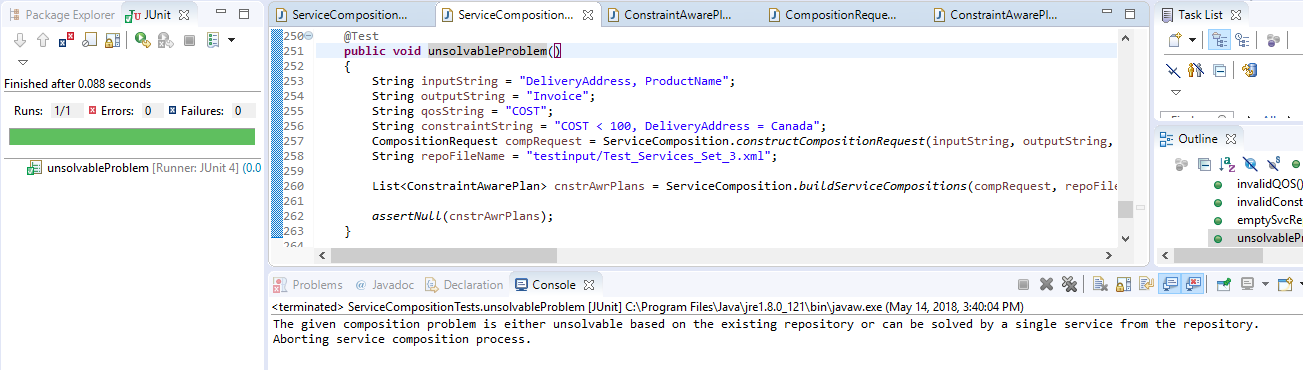 Package Explorer JUnit
Finished after 0.088 seconds
Runs: 1/1 Errors: 0 Failures: 0
unsolvableProblem [Runner: JUnit 4] (0.0
ServiceComposition... ServiceComposition... ConstraintAwarePl... CompositionReque... ConstraintAwarePl...
250 @Test
251 public void unsolvableProblem()
252 {
253 String inputString = "DeliveryAddress, ProductName";
254 String outputString = "Invoice";
255 String qosString = "COST";
256 String constraintString = "COST < 100, DeliveryAddress = Canada";
257 CompositionRequest compRequest = ServiceComposition.constructCompositionRequest(inputString, outputString,
258 String repoFileName = "testinput/Test_Services_Set_3.xml";
259
260 List<ConstraintAwarePlan> cnstrAwrPlans = ServiceComposition.buildServiceCompositions(compRequest, repoFile
261
262 assertNull(cnstrAwrPlans);
263 }
264
Task List
Outline
invalidQOS()
invalidConst
emptySvcRe
unsolvablePr
Problems @ Javadoc Declaration Console
<terminated> ServiceCompositionTests.unsolvableProblem [JUnit] C:\Program Files\Java\jre1.8.0_121\bin\javaw.exe (May 14, 2018, 3:40:04 PM)
The given composition problem is either unsolvable based on the existing repository or can be solved by a single service from the repository.
Aborting service composition process.